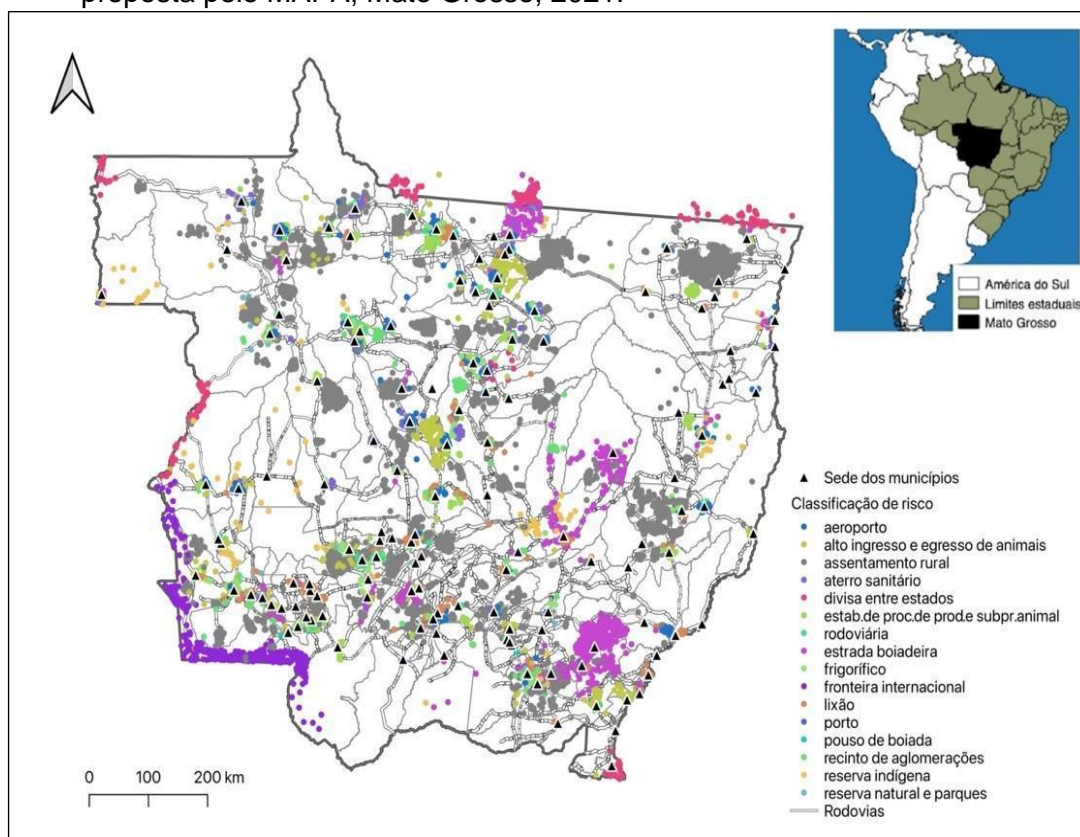 proposta pelo MAPA, Mato Grosso, 2021.
América do Sul
Limites estaduais
Mato Grosso
Sede dos municípios
Classificação de risco
aeroporto
alto ingresso e egresso de animais
assentamento rural
aterro sanitário
divisa entre estados
estab.de proc.de prod.e subpr.animal
rodoviária
estrada boiadeira
frigorífico
fronteira internacional
lixão
porto
pouso de boiada
recinto de aglomerações
reserva indígena
reserva natural e parques
Rodovias
0 100 200 km